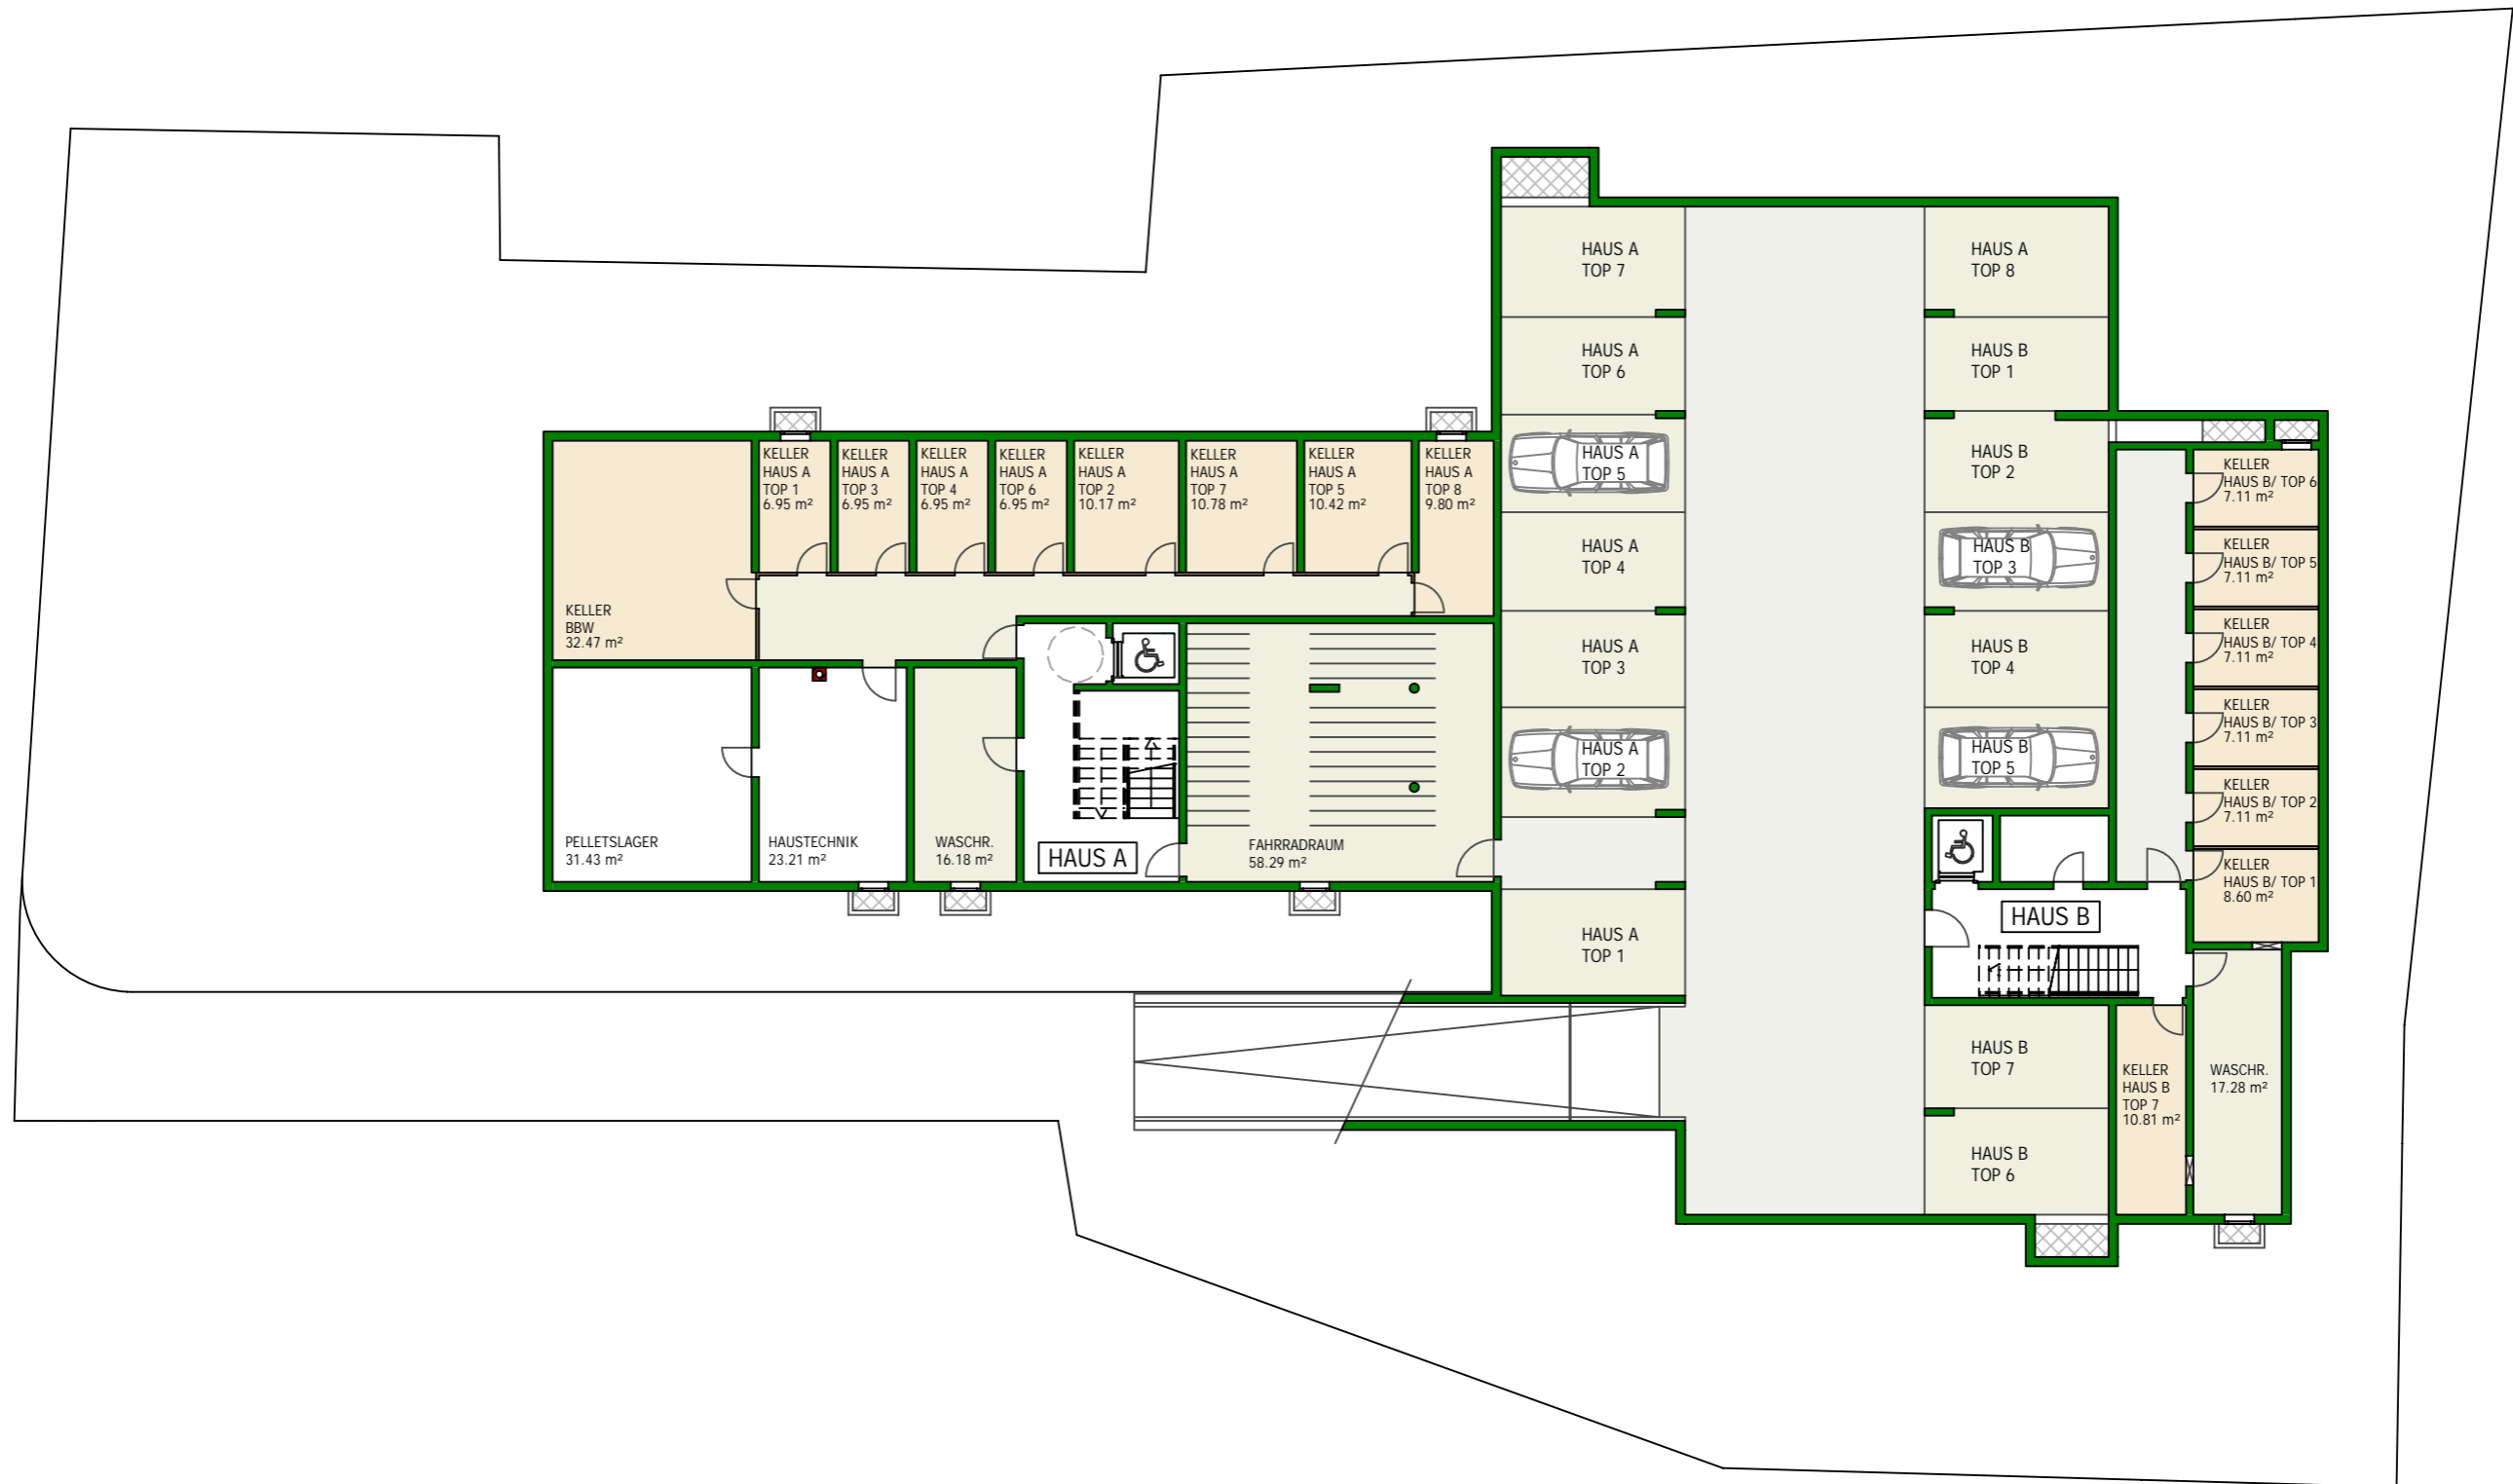 HAUS A
TOP 7
HAUS A
TOP 8
HAUS A
TOP 6
HAUS B
TOP 1
HAUS A
TOP 5
HAUS B
TOP 2
HAUS A
TOP 4
HAUS B
TOP 3
HAUS A
TOP 3
HAUS B
TOP 4
HAUS A
TOP 2
HAUS B
TOP 5
HAUS A
TOP 1
HAUS B
TOP 7
HAUS B
TOP 6
KELLER
HAUS A
TOP 1
6.95 m²
KELLER
HAUS A
TOP 3
6.95 m²
KELLER
HAUS A
TOP 4
6.95 m²
KELLER
HAUS A
TOP 6
6.95 m²
KELLER
HAUS A
TOP 2
10.17 m²
KELLER
HAUS A
TOP 7
10.78 m²
KELLER
HAUS A
TOP 5
10.42 m²
KELLER
HAUS A
TOP 8
9.80 m²
KELLER
BBW
32.47 m²
PELLETSLAGER
31.43 m²
HAUSTECHNIK
23.21 m²
WASCHR.
16.18 m²
HAUS A
FAHRRADRAUM
58.29 m²
KELLER
HAUS B/ TOP 6
7.11 m²
KELLER
HAUS B/ TOP 5
7.11 m²
KELLER
HAUS B/ TOP 4
7.11 m²
KELLER
HAUS B/ TOP 3
7.11 m²
KELLER
HAUS B/ TOP 2
7.11 m²
KELLER
HAUS B/ TOP 1
8.60 m²
HAUS B
KELLER
HAUS B
TOP 7
10.81 m²
WASCHR.
17.28 m²